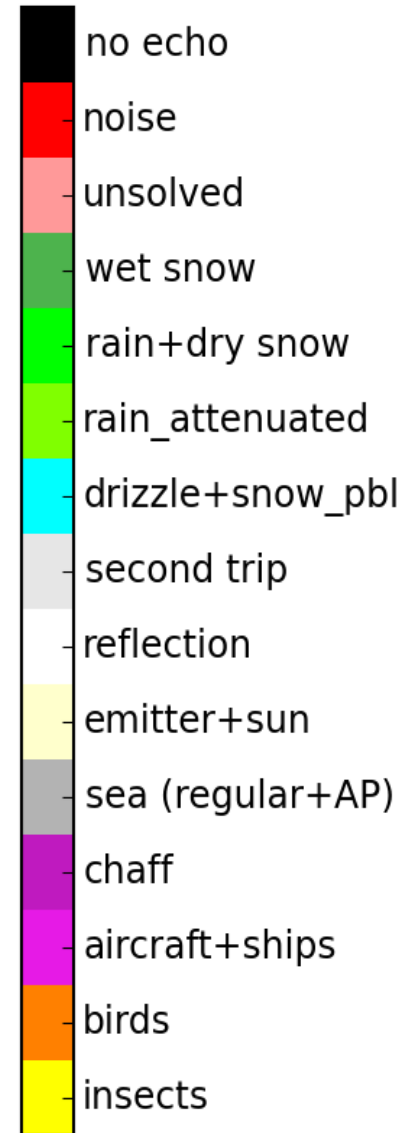 no echo
noise
unsolved
wet snow
rain+dry snow
rain_attenuated
drizzle+snow_pbl
second trip
reflection
emitter+sun
sea (regular+AP)
chaff
aircraft+ships
birds
insects